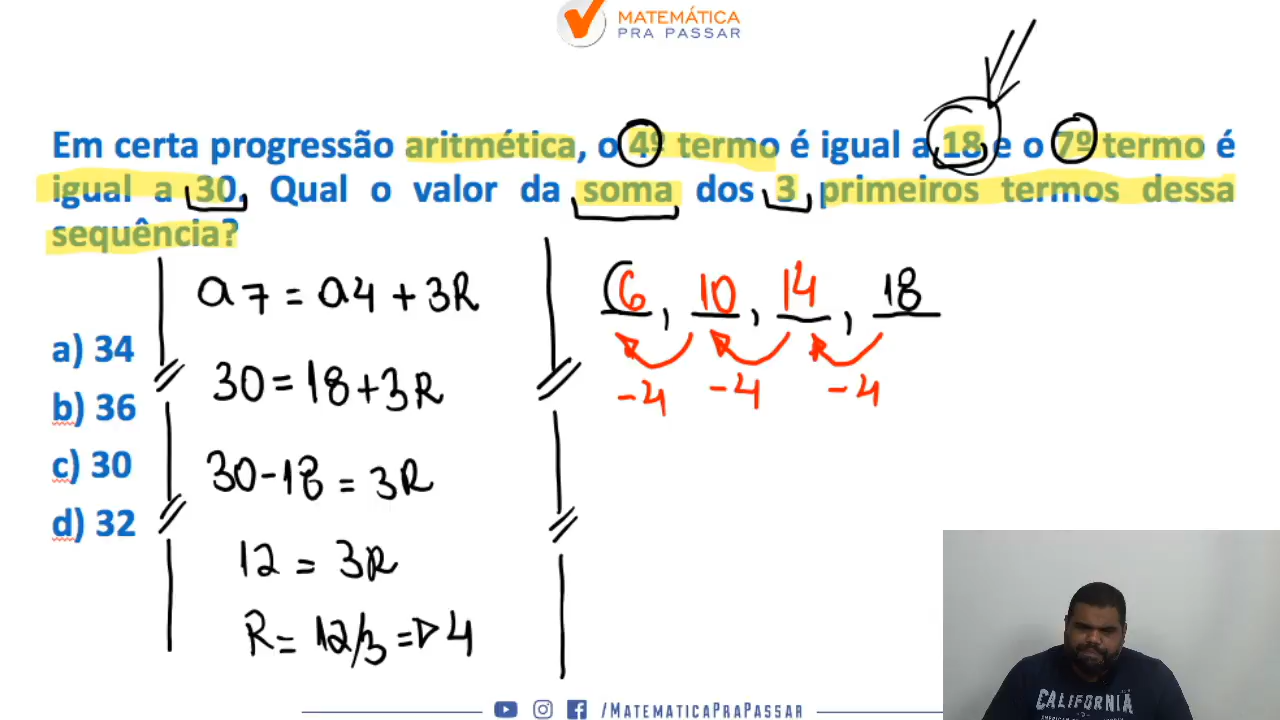 MATEMÁTICA
PRA PASSAR
Em certa progressão aritmética, o 4º termo é igual a 18 e o 7º termo é
igual a 30. Qual o valor da soma dos 3 primeiros termos dessa
sequência?
a) 34
b) 36
c) 30
d) 32
a7 = a4 + 3R
30 = 18 + 3R
30 - 18 = 3R
12 = 3R
R = 12/3 => 4
(6, 10, 14, 18
-4 -4 -4
CALIFORNIA
/MATEMATICAPRAPASSAR